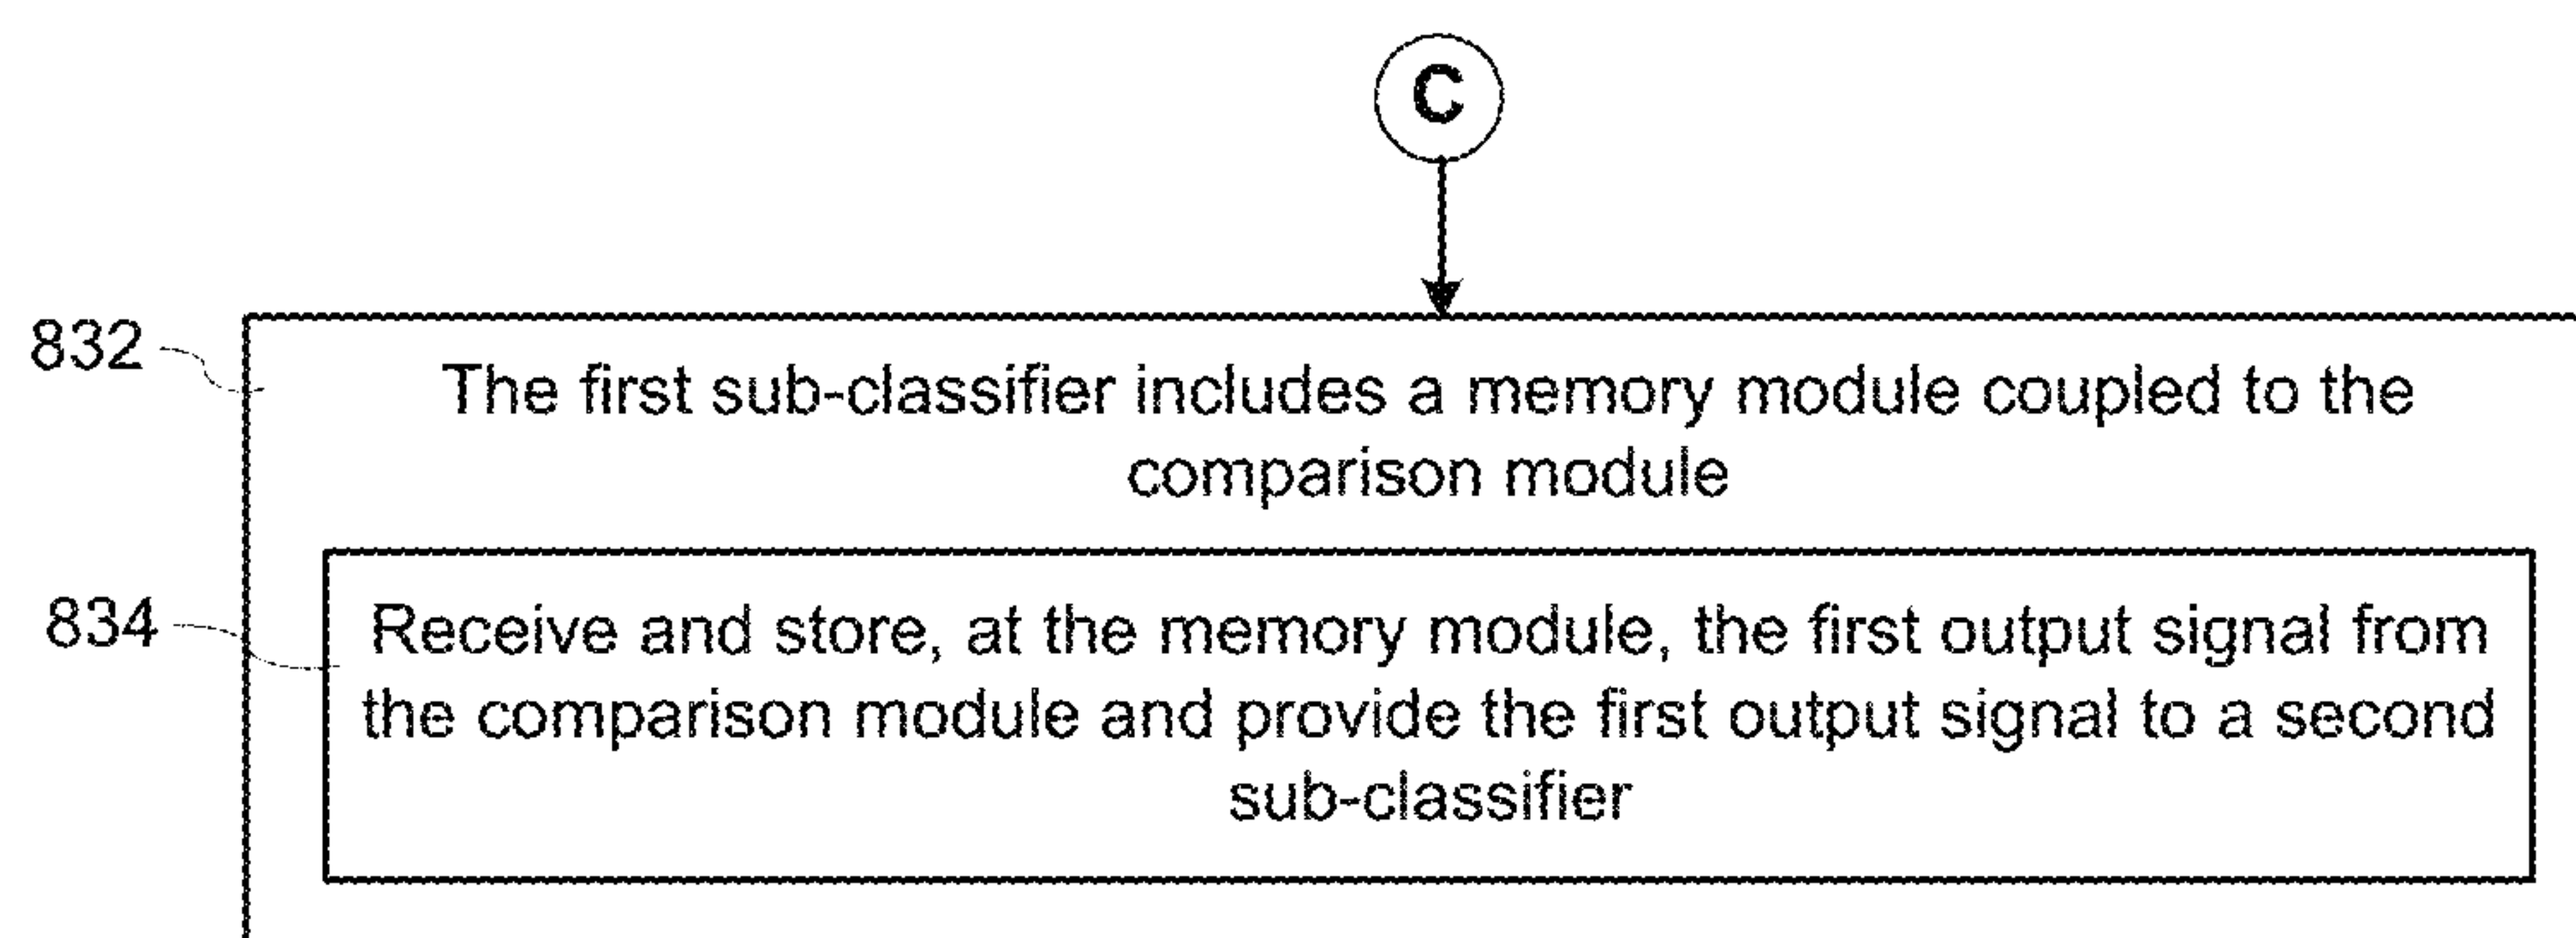 C
832
The first sub-classifier includes a memory module coupled to the
comparison module
834
Receive and store, at the memory module, the first output signal from
the comparison module and provide the first output signal to a second
sub-classifier